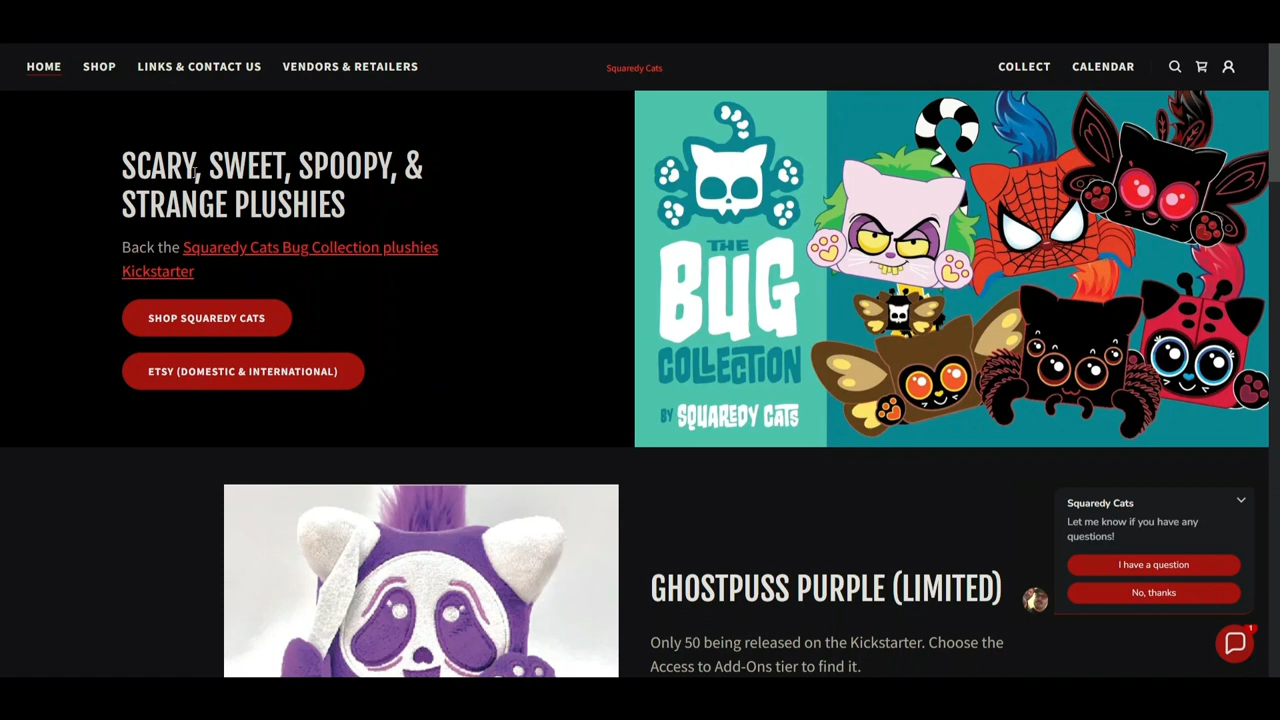 HOME SHOP LINKS & CONTACT US VENDORS & RETAILERS Squaredy Cats COLLECT CALENDAR
SCARY, SWEET, SPOOPY, &
STRANGE PLUSHIES
Back the Squaredy Cats Bug Collection plushies
Kickstarter
SHOP SQUAREDY CATS
ETSY (DOMESTIC & INTERNATIONAL)
THE
BUG
COLLECTION
BY SQUAREDY CATS
GHOSTPUSS PURPLE (LIMITED)
Only 50 being released on the Kickstarter. Choose the
Access to Add-Ons tier to find it.
Squaredy Cats
Let me know if you have any
questions!
I have a question
No, thanks
1